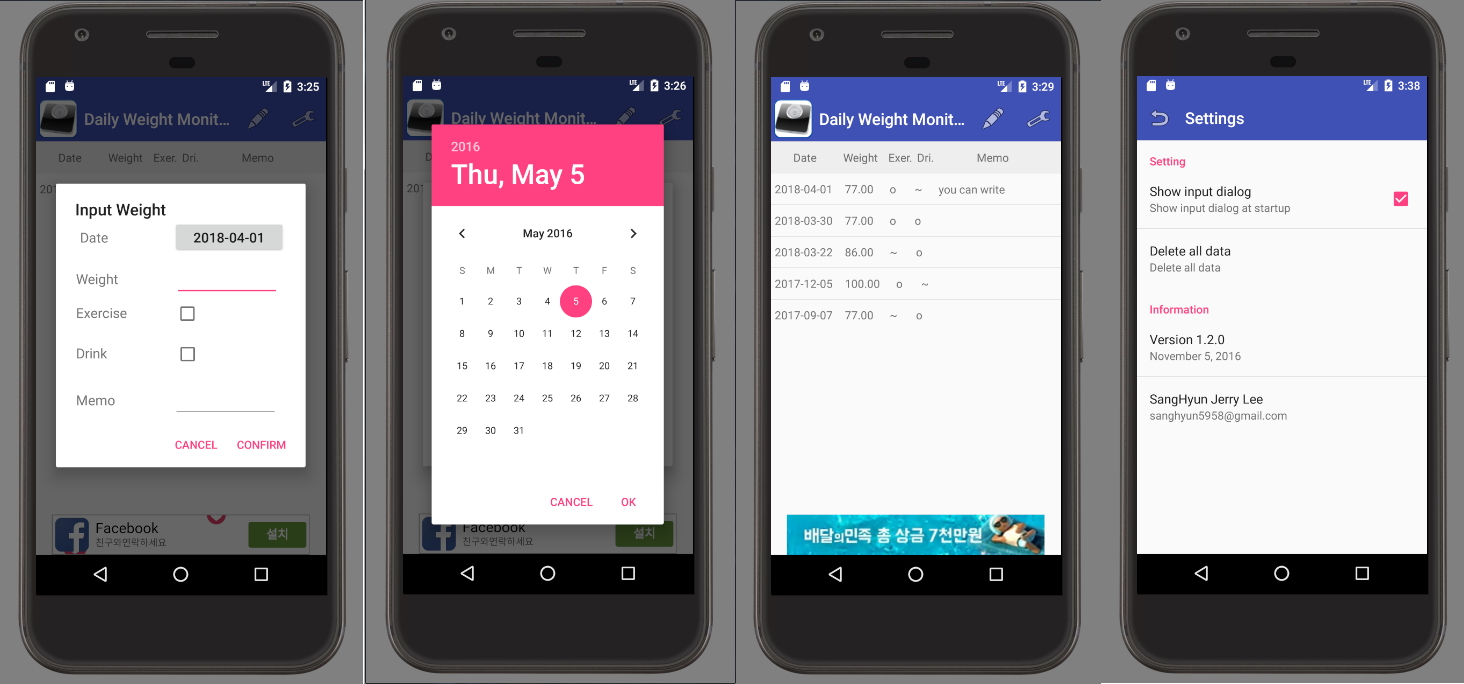 3:25
Daily Weight Monit...
Date Weight Exer. Dri. Memo
201
Input Weight
Date 2018-04-01
Weight
Exercise
Drink
Memo
CANCEL CONFIRM
Facebook
친구와연락하세요
설치
3:26
Daily Weight Monit...
D
201
2016
Thu, May 5
May 2016
S M T W T F S
1 2 3 4 5 6 7
8 9 10 11 12 13 14
15 16 17 18 19 20 21
22 23 24 25 26 27 28
29 30 31
CANCEL OK
Facebook
친구와연락하세요
설치
LTE 3:29
Daily Weight Monit...
Date Weight Exer. Dri. Memo
2018-04-01 77.00 o ~ you can write
2018-03-30 77.00 o o
2018-03-22 86.00 ~ o
2017-12-05 100.00 o ~
2017-09-07 77.00 ~ o
배달의민족 총 상금 7천만원
LTE 3:38
Settings
Setting
Show input dialog
Show input dialog at startup
Delete all data
Delete all data
Information
Version 1.2.0
November 5, 2016
SangHyun Jerry Lee
sanghyun5958@gmail.com